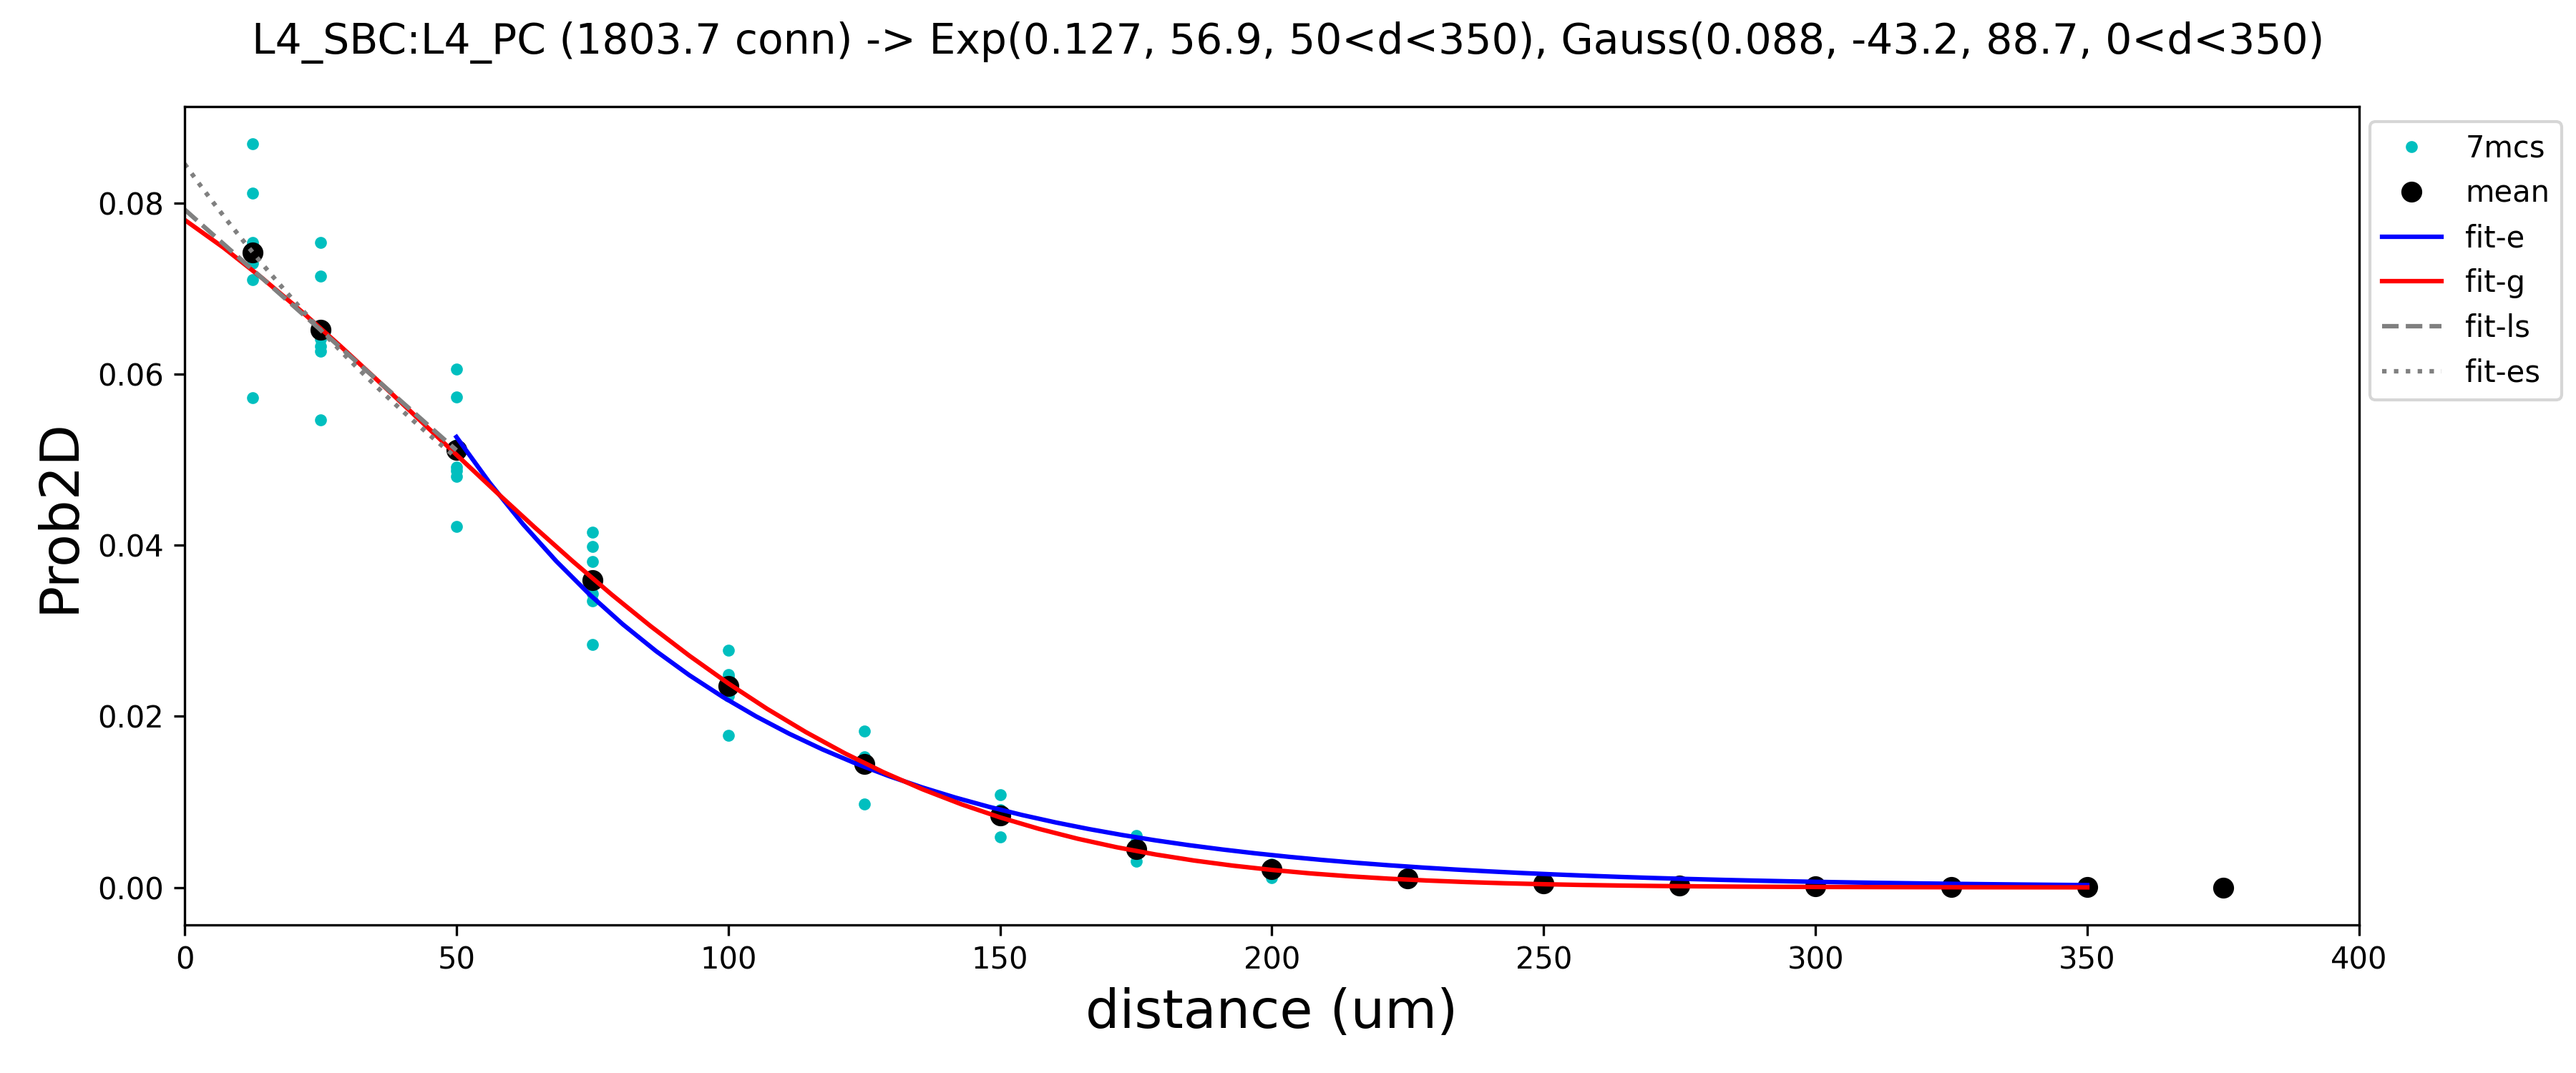 L4_SBC:L4_PC (1803.7 conn) -> Exp(0.127, 56.9, 50<d<350), Gauss(0.088, -43.2, 88.7, 0<d<350)
7mcs
mean
fit-e
fit-g
fit-ls
fit-es
Prob2D
0.08
0.06
0.04
0.02
0.00
0 50 100 150 200 250 300 350 400
distance (um)